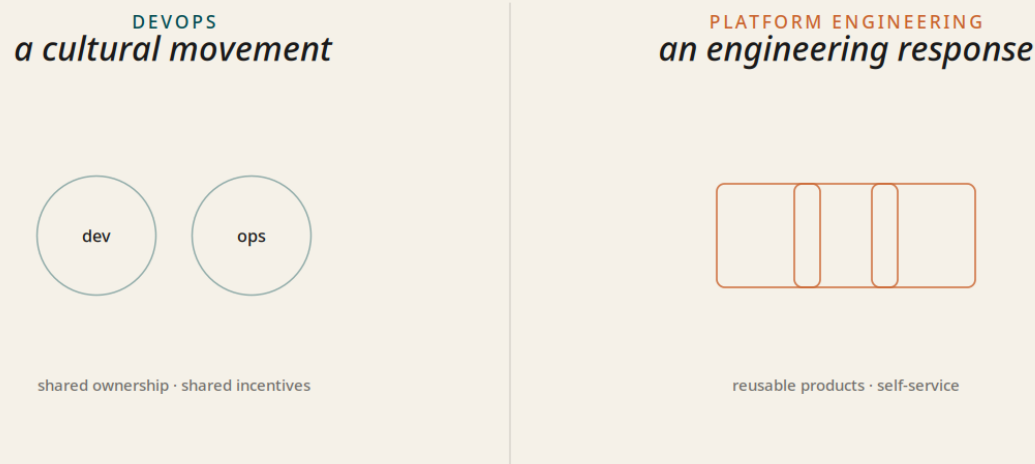 DEVOPS
a cultural movement
dev
ops
shared ownership · shared incentives
PLATFORM ENGINEERING
an engineering response
reusable products · self-service